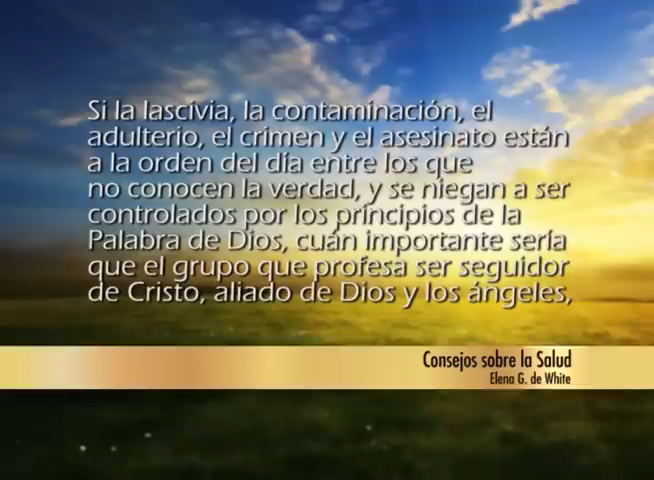 Si la lascivia, la contaminación, el
adulterio, el crimen y el asesinato están
a la orden del día entre los que
no conocen la verdad, y se niegan a ser
controlados por los principios de la
Palabra de Dios, cuán importante sería
que el grupo que profesa ser seguidor
de Cristo, aliado de Dios y los ángeles,
Consejos sobre la Salud
Elena G. de White